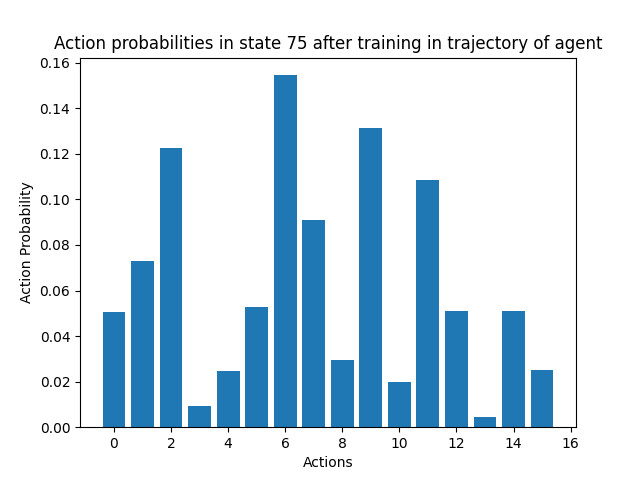 Action probabilities in state 75 after training in trajectory of agent
0.16
0.14
0.12
0.10
0.08
0.06
0.04
0.02
0.00
Action Probability
0 2 4 6 8 10 12 14 16
Actions